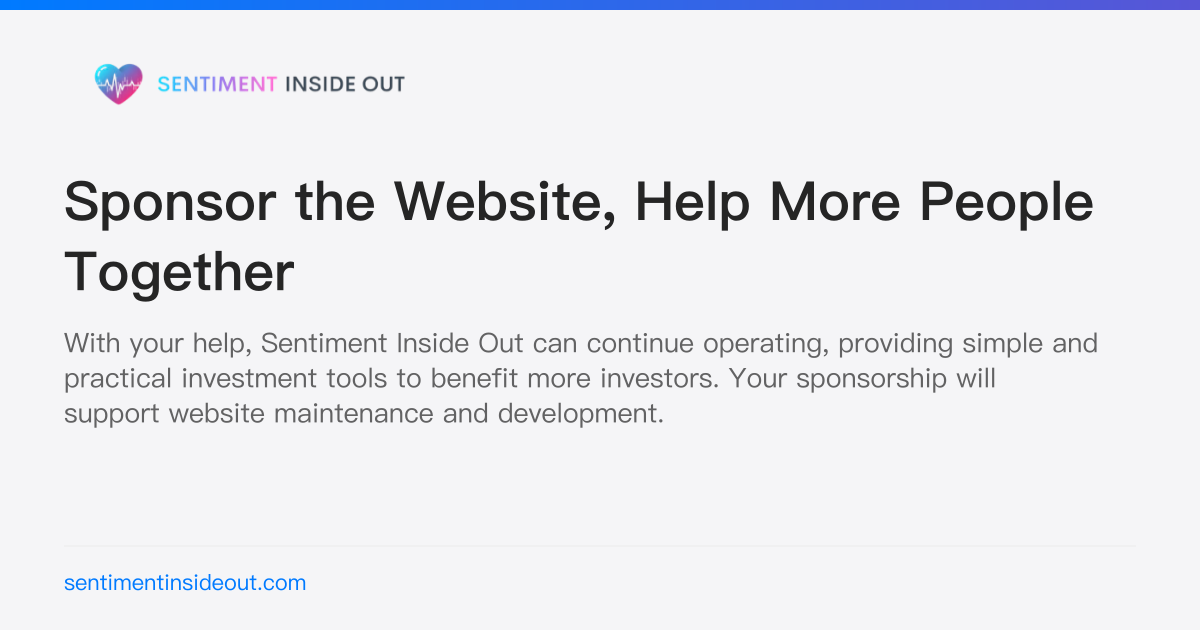 SENTIMENT INSIDE OUT
Sponsor the Website, Help More People
Together
With your help, Sentiment Inside Out can continue operating, providing simple and
practical investment tools to benefit more investors. Your sponsorship will
support website maintenance and development.
sentimentinsideout.com